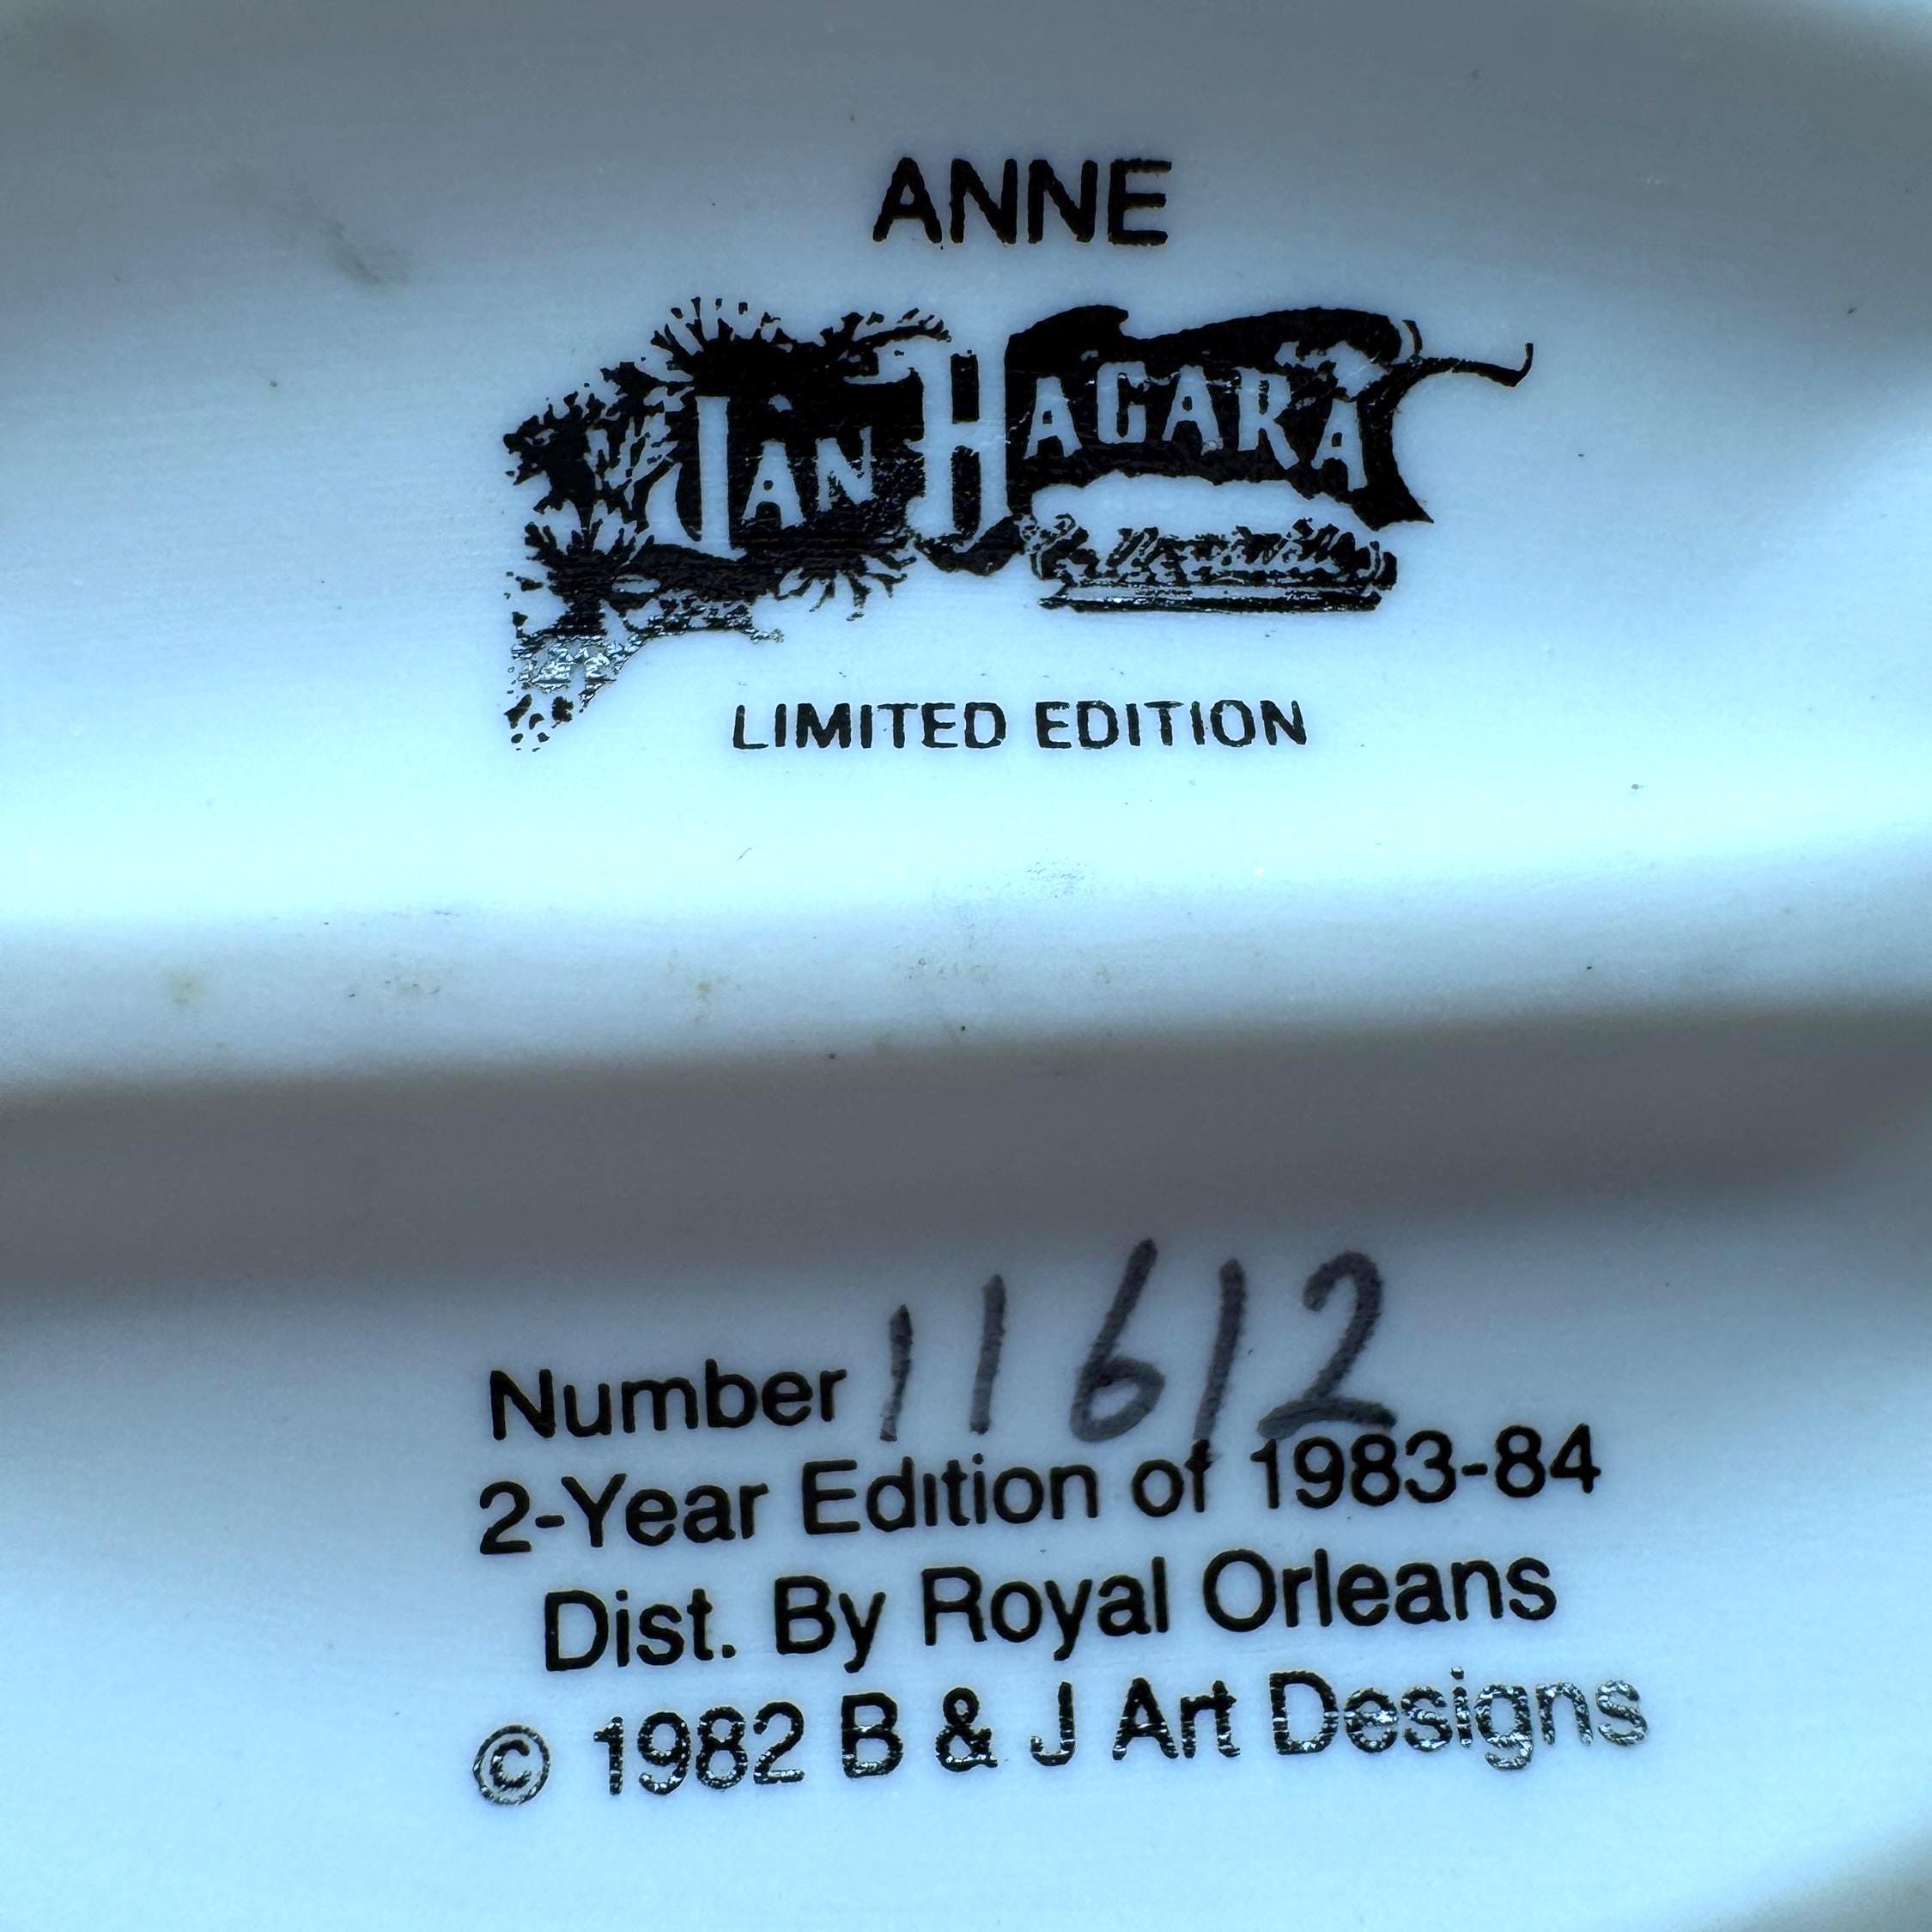 ANNE
JAN HAGARA
Collectables
LIMITED EDITION
Number 11612
2-Year Edition of 1983-84
Dist. By Royal Orleans
© 1982 B & J Art Designs